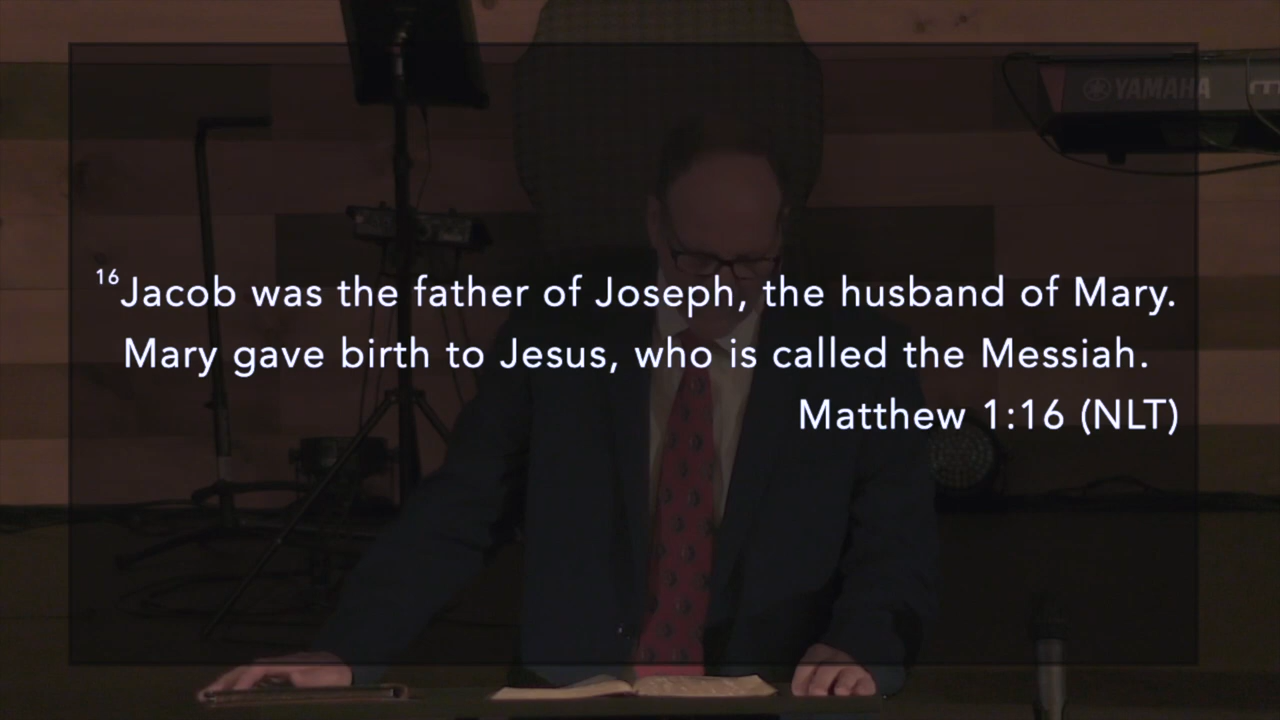 YAMAHA
16Jacob was the father of Joseph, the husband of Mary.
Mary gave birth to Jesus, who is called the Messiah.
Matthew 1:16 (NLT)